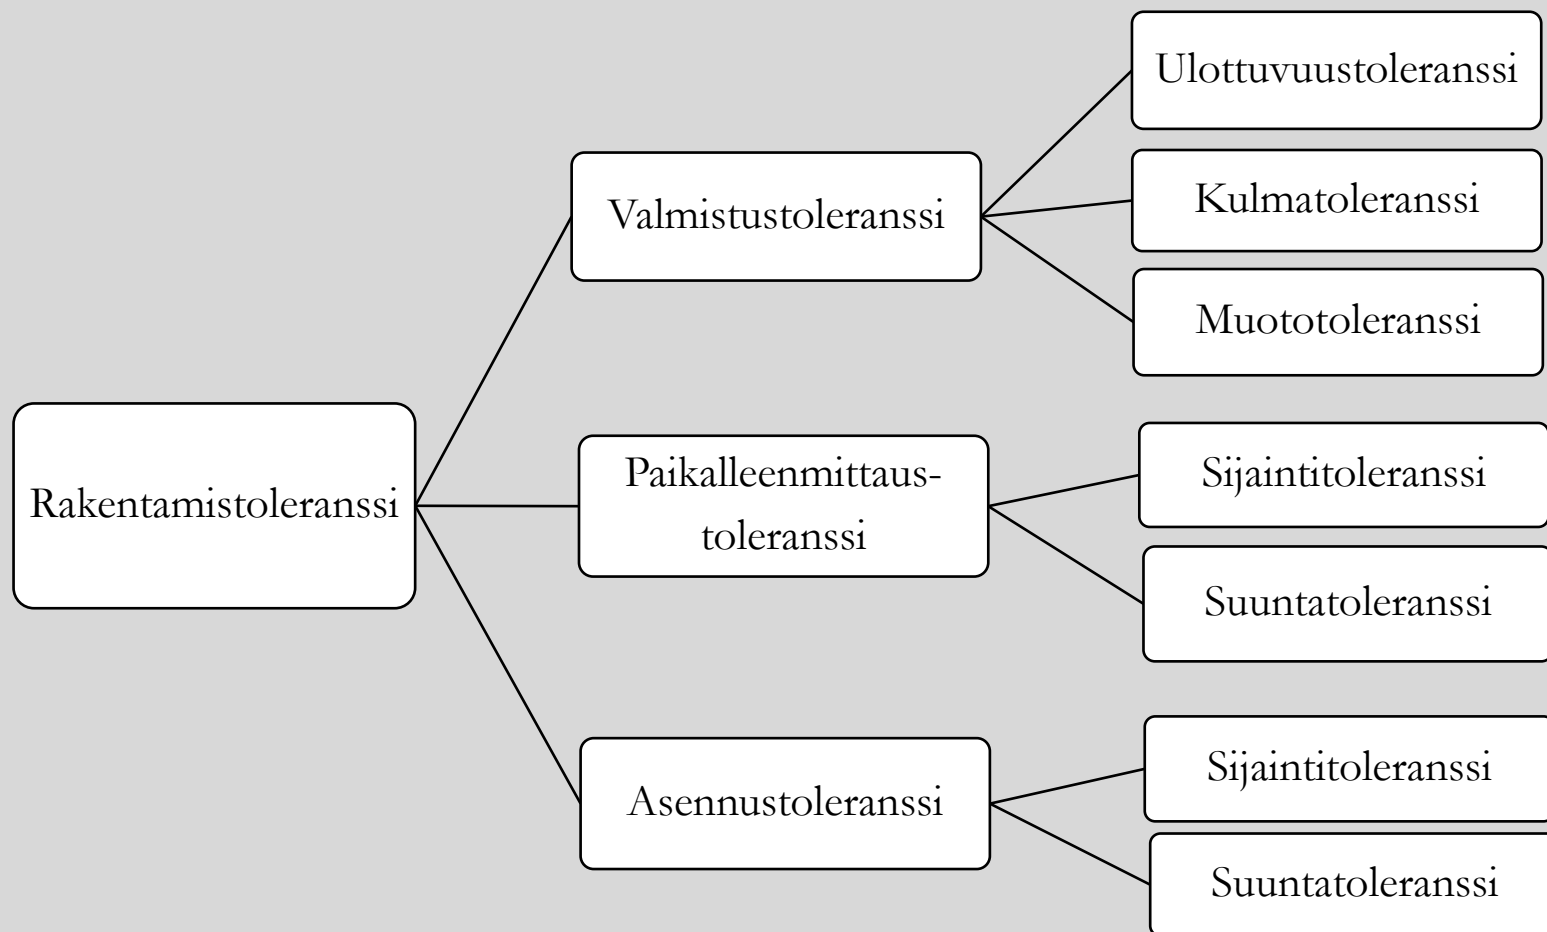 Rakentamistoleranssi
Valmistustoleranssi
Ulottuvuustoleranssi
Kulmatoleranssi
Muototoleranssi
Paikalleenmittaus-
toleranssi
Sijaintitoleranssi
Suuntatoleranssi
Asennustoleranssi
Sijaintitoleranssi
Suuntatoleranssi